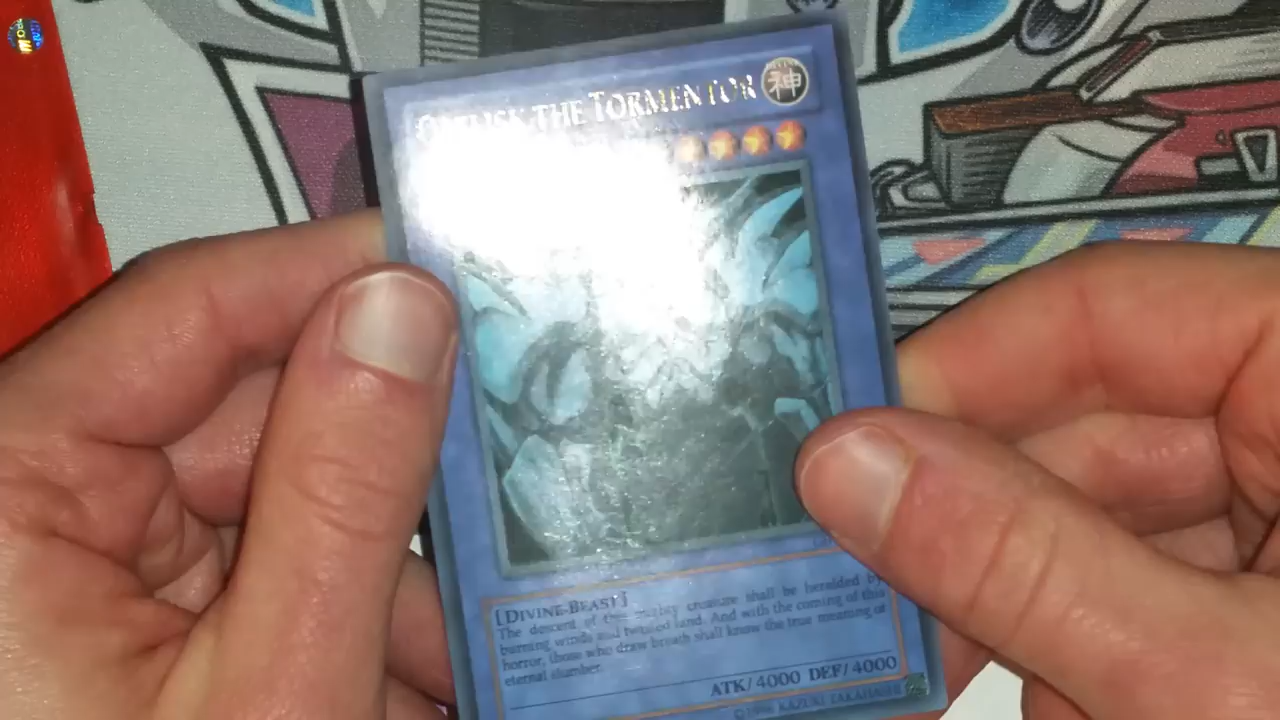 OBELISK THE TORMENTOR
神
[DIVINE-BEAST]
The descent of this mighty creature shall be heralded by
burning winds and twisted land. And with the coming of this
horror, those who draw breath shall know the true meaning of
eternal slumber.
ATK/4000 DEF/4000
©1996 KAZUKI TAKAHASHI